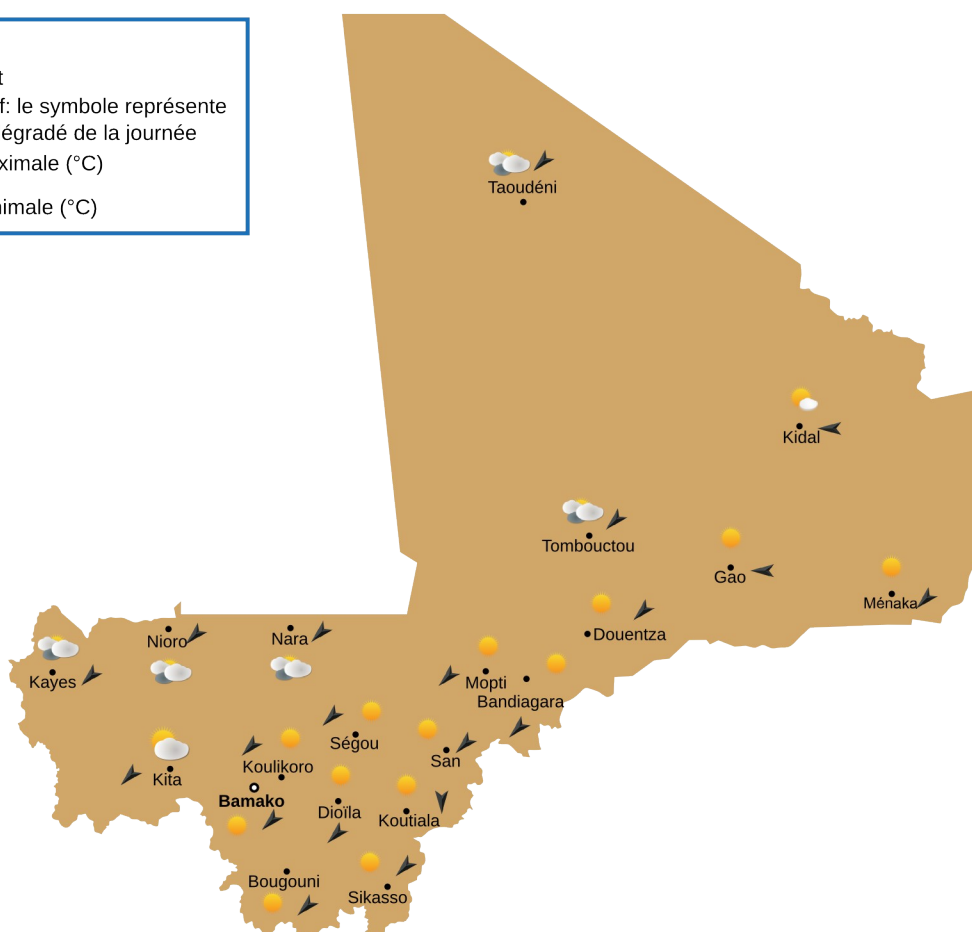 t
f: le symbole représente
égradé de la journée
ximale (°C)
imale (°C)
Taoudéni
Kidal
Tombouctou
Gao
Ménaka
Douentza
Nioro
Nara
Kayes
Mopti
Bandiagara
Ségou
San
Koulikoro
Kita
Bamako
Dioïla
Koutiala
Bougouni
Sikasso